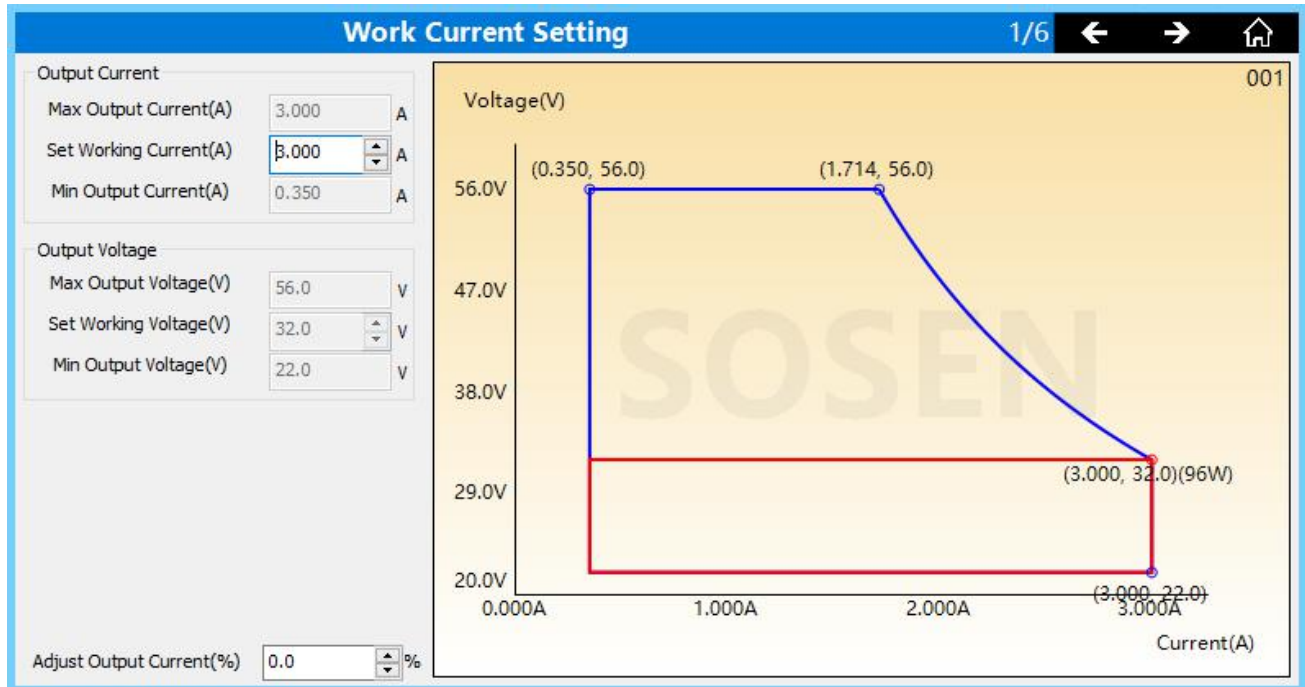 Work Current Setting
1/6
Output Current
Max Output Current(A) 3.000 A
Set Working Current(A) 3.000 A
Min Output Current(A) 0.350 A
Output Voltage
Max Output Voltage(V) 56.0 V
Set Working Voltage(V) 32.0 V
Min Output Voltage(V) 22.0 V
Adjust Output Current(%) 0.0 %
001
Voltage(V)
(0.350, 56.0) (1.714, 56.0)
56.0V
47.0V
SOSEN
38.0V
(3.000, 32.0)(96W)
29.0V
20.0V
(3.000, 22.0)
0.000A 1.000A 2.000A 3.000A
Current(A)